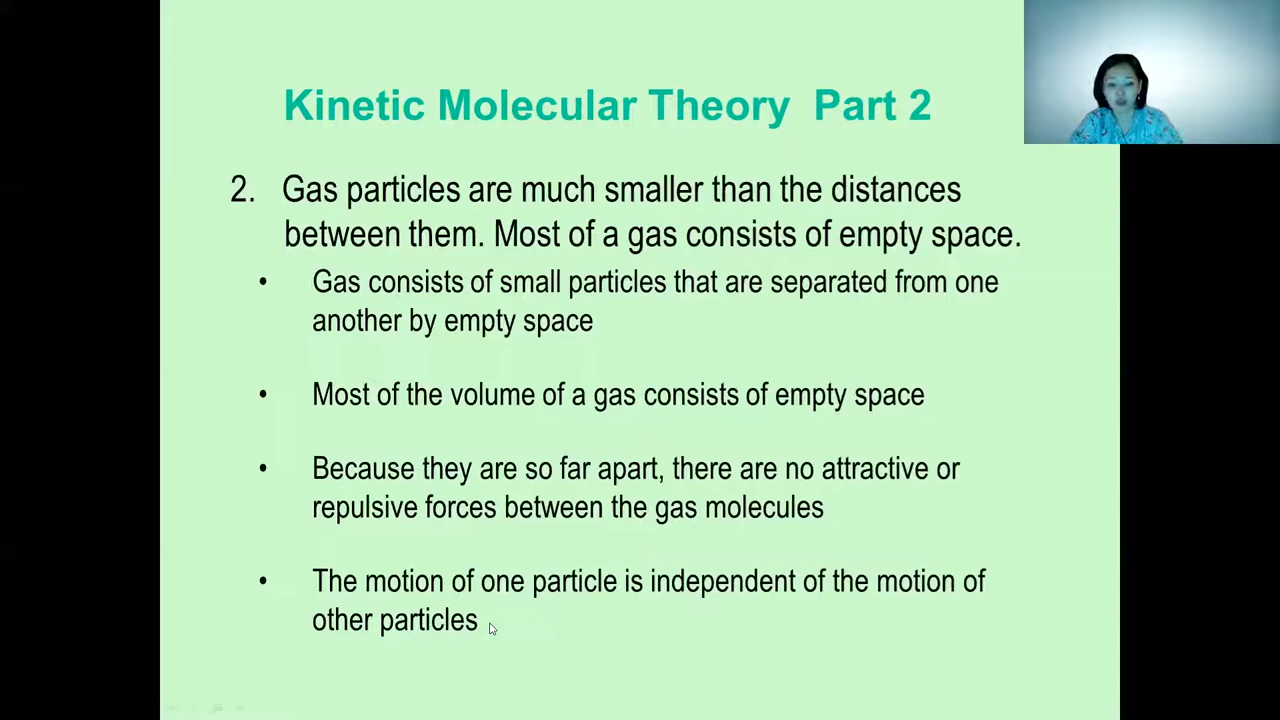 Kinetic Molecular Theory Part 2
2. Gas particles are much smaller than the distances
between them. Most of a gas consists of empty space.
• Gas consists of small particles that are separated from one
another by empty space
• Most of the volume of a gas consists of empty space
• Because they are so far apart, there are no attractive or
repulsive forces between the gas molecules
• The motion of one particle is independent of the motion of
other particles